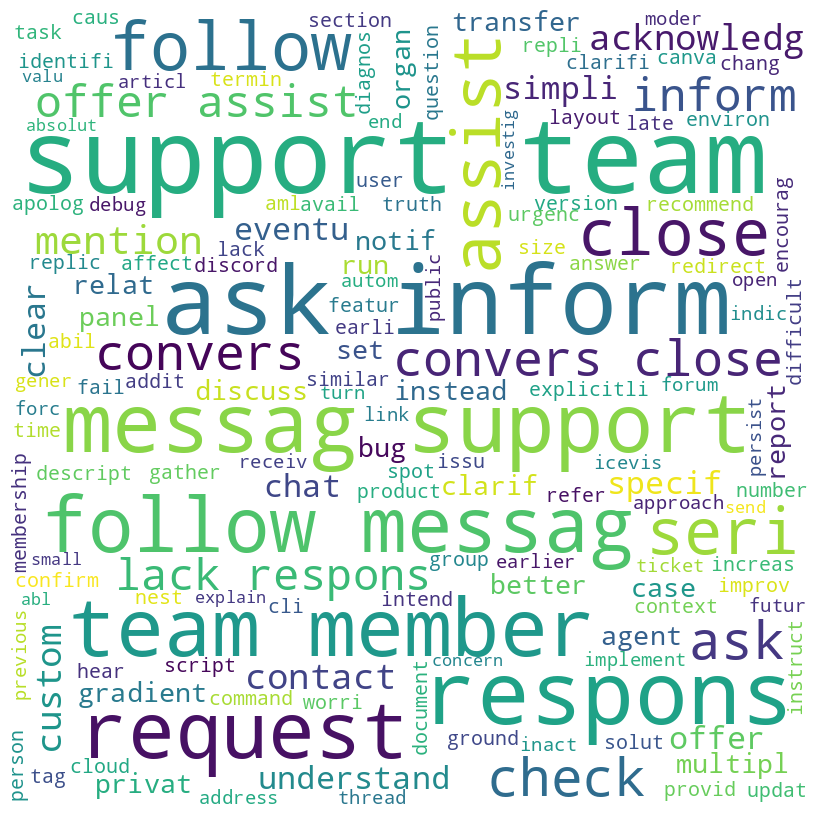 caus
section
transfer
moder
task
follow
repli
acknowledg
identifi
diagnos
organ
question
assist
clarifi
canva
chang
valu
articl
termin
simpli
inform
offer assist
absolut
end
investig
layout
late
environ
support team
user
apolog
debug
aml
avail
truth
version
recommend
urgenc
close
encourag
mention
eventu
notif
size
answer
redirect
lack
replic
affect
discord
run
autom
public
open
relat
ask
inform
featur
indic
difficult
clear
panel
earli
abil
convers
set
convers close
gener
fail
addit
discuss
similar
instead
explicitli
forum
turn
forc
link
time
messag
support
persist
report
bug
receiv
issu
icevis
descript
gather
spot
chat
product
clarif
refer
specif
number
approach
send
membership
follow messag
seri
small
group
earlier
ticket
increas
confirm
lack respons
better
case
improv
abl
nest
explain
cli
intend
context
futur
previous
team member
agent
ask
custom
hear
script
contact
concern
implement
instruct
gradient
command
worri
document
respons
request
ground
inact
solut
offer
person
tag
cloud
privat
understand
check
multipl
address
thread
provid
updat